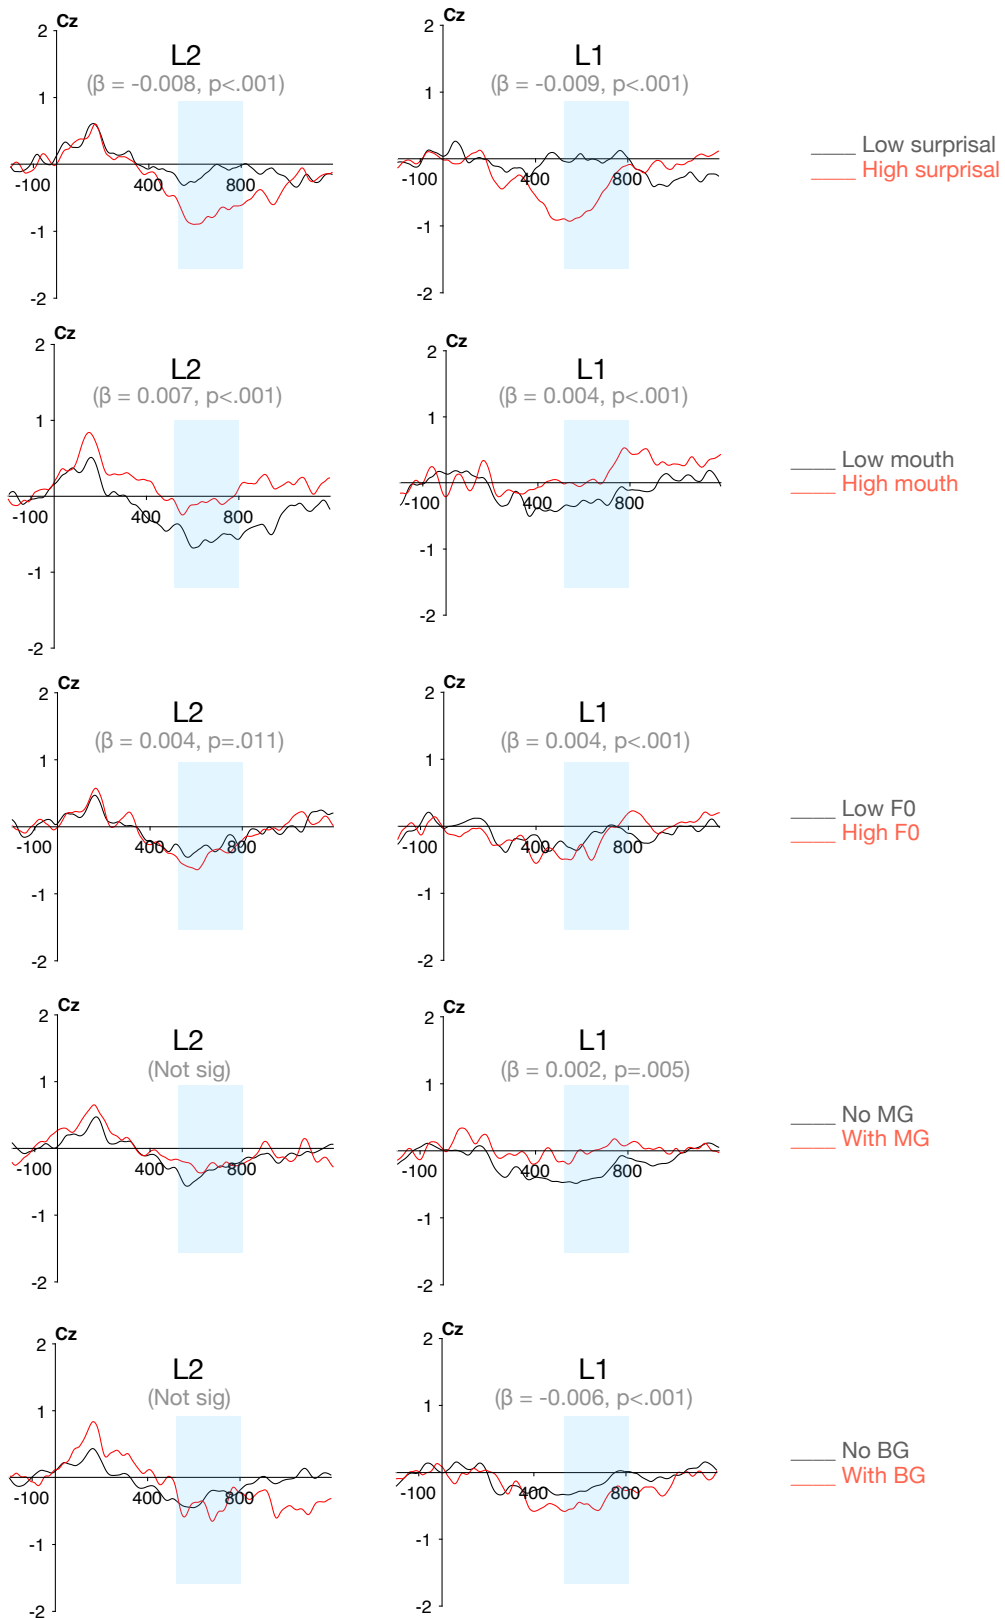 Cz
Cz
2
1
-1
-2
-100
400
800
L2
(β = -0.008, p<.001)
2
1
-1
-2
-100
400
800
L1
(β = -0.009, p<.001)
Low surprisal
High surprisal
Cz
Cz
2
1
-1
-2
-100
400
800
L2
(β = 0.007, p<.001)
2
1
-1
-2
-100
400
800
L1
(β = 0.004, p<.001)
Low mouth
High mouth
Cz
Cz
2
1
-1
-2
-100
400
800
L2
(β = 0.004, p=.011)
2
1
-1
-2
-100
400
800
L1
(β = 0.004, p<.001)
Low F0
High F0
Cz
Cz
2
1
-1
-2
-100
400
800
L2
(Not sig)
2
1
-1
-2
-100
400
800
L1
(β = 0.002, p=.005)
No MG
With MG
Cz
Cz
2
1
-1
-2
-100
400
800
L2
(Not sig)
2
1
-1
-2
-100
400
800
L1
(β = -0.006, p<.001)
No BG
With BG